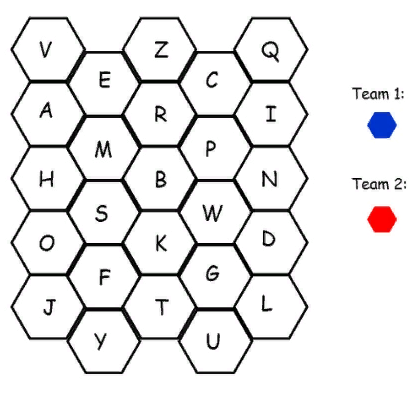 V Z Q
E C
A R I
M P
H B N
S W
O K D
F G
J T L
Y U
Team 1:
Team 2: